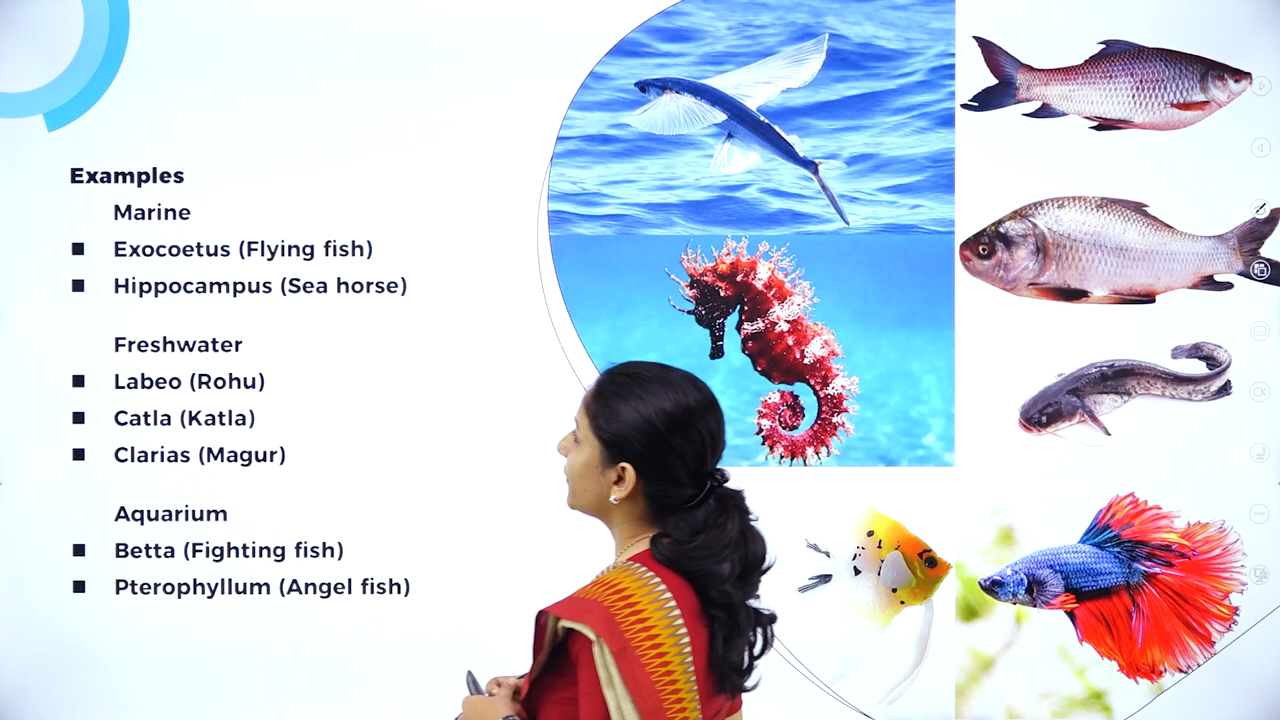 Examples
Marine
■ Exocoetus (Flying fish)
■ Hippocampus (Sea horse)
Freshwater
■ Labeo (Rohu)
■ Catla (Katla)
■ Clarias (Magur)
Aquarium
■ Betta (Fighting fish)
■ Pterophyllum (Angel fish)